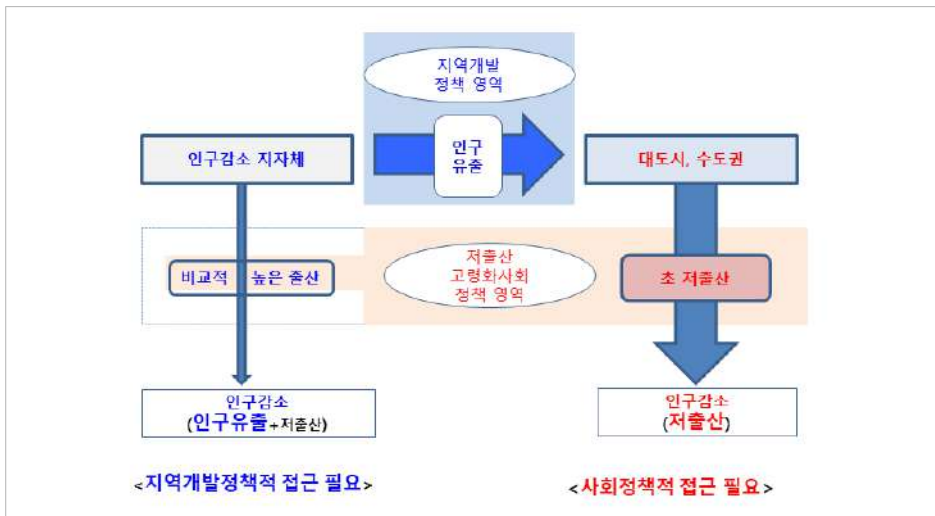 지역개발
정책 영역
인구감소 지자체
인구
유출
대도시, 수도권
비교적 높은 출산
저출산
고령화사회
정책 영역
초 저출산
인구감소
(인구유출+저출산)
인구감소
(저출산)
<지역개발정책적 접근 필요>
<사회정책적 접근 필요>